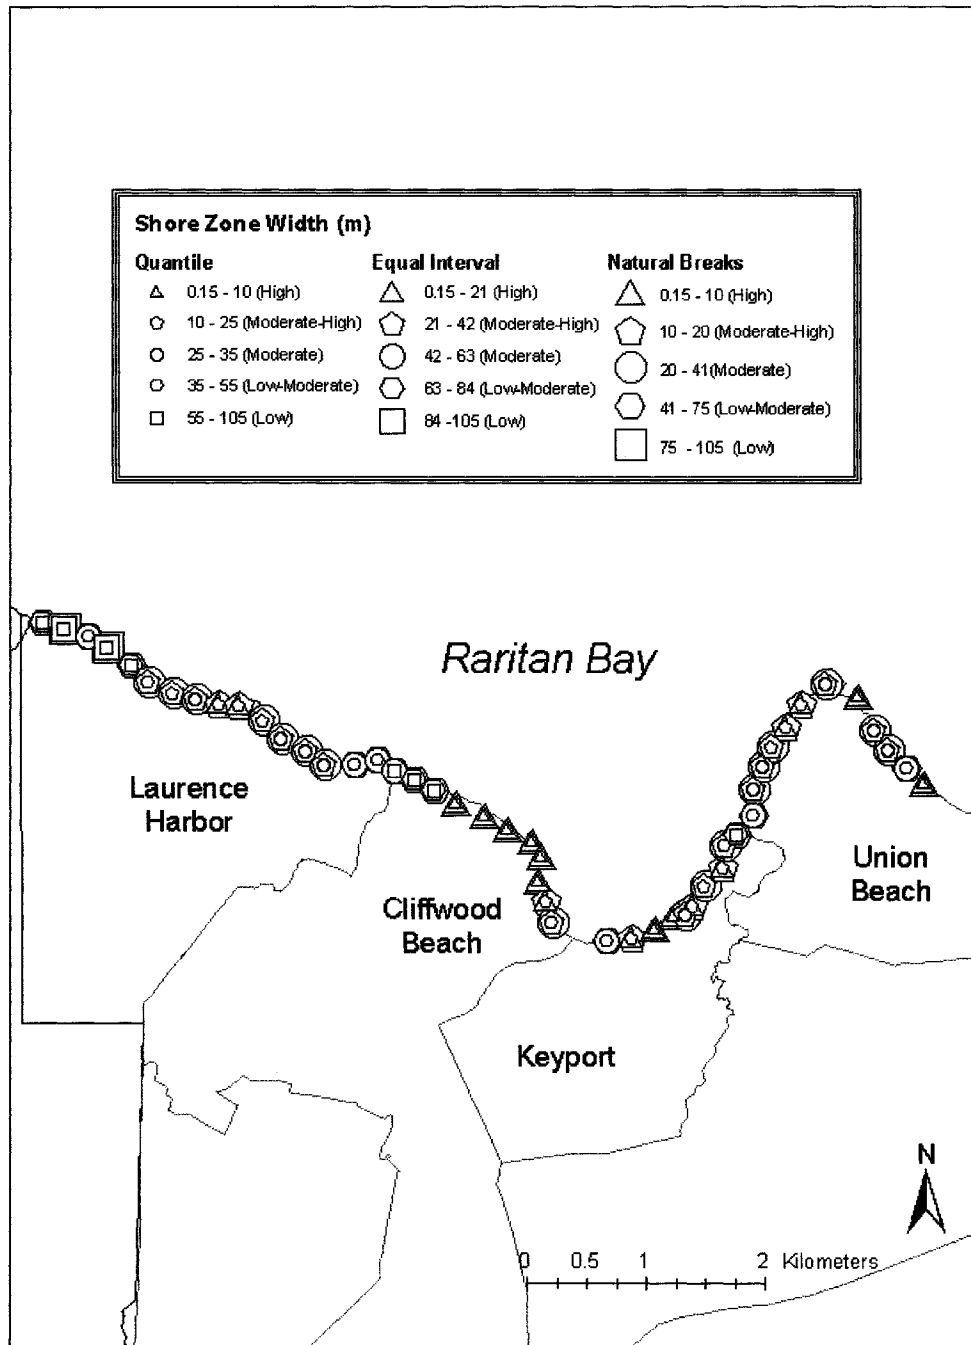 Shore Zone Width (m)
Quantile
0.15 - 10 (High)
10 - 25 (Moderate-High)
25 - 35 (Moderate)
35 - 55 (Low-Moderate)
55 - 105 (Low)
Equal Interval
0.15 - 21 (High)
21 - 42 (Moderate-High)
42 - 63 (Moderate)
63 - 84 (Low-Moderate)
84 -105 (Low)
Natural Breaks
0.15 - 10 (High)
10 - 20 (Moderate-High)
20 - 41(Moderate)
41 - 75 (Low-Moderate)
75 - 105 (Low)
Raritan Bay
Laurence
Harbor
Cliffwood
Beach
Union
Beach
Keyport
N
0 0.5 1 2 Kilometers